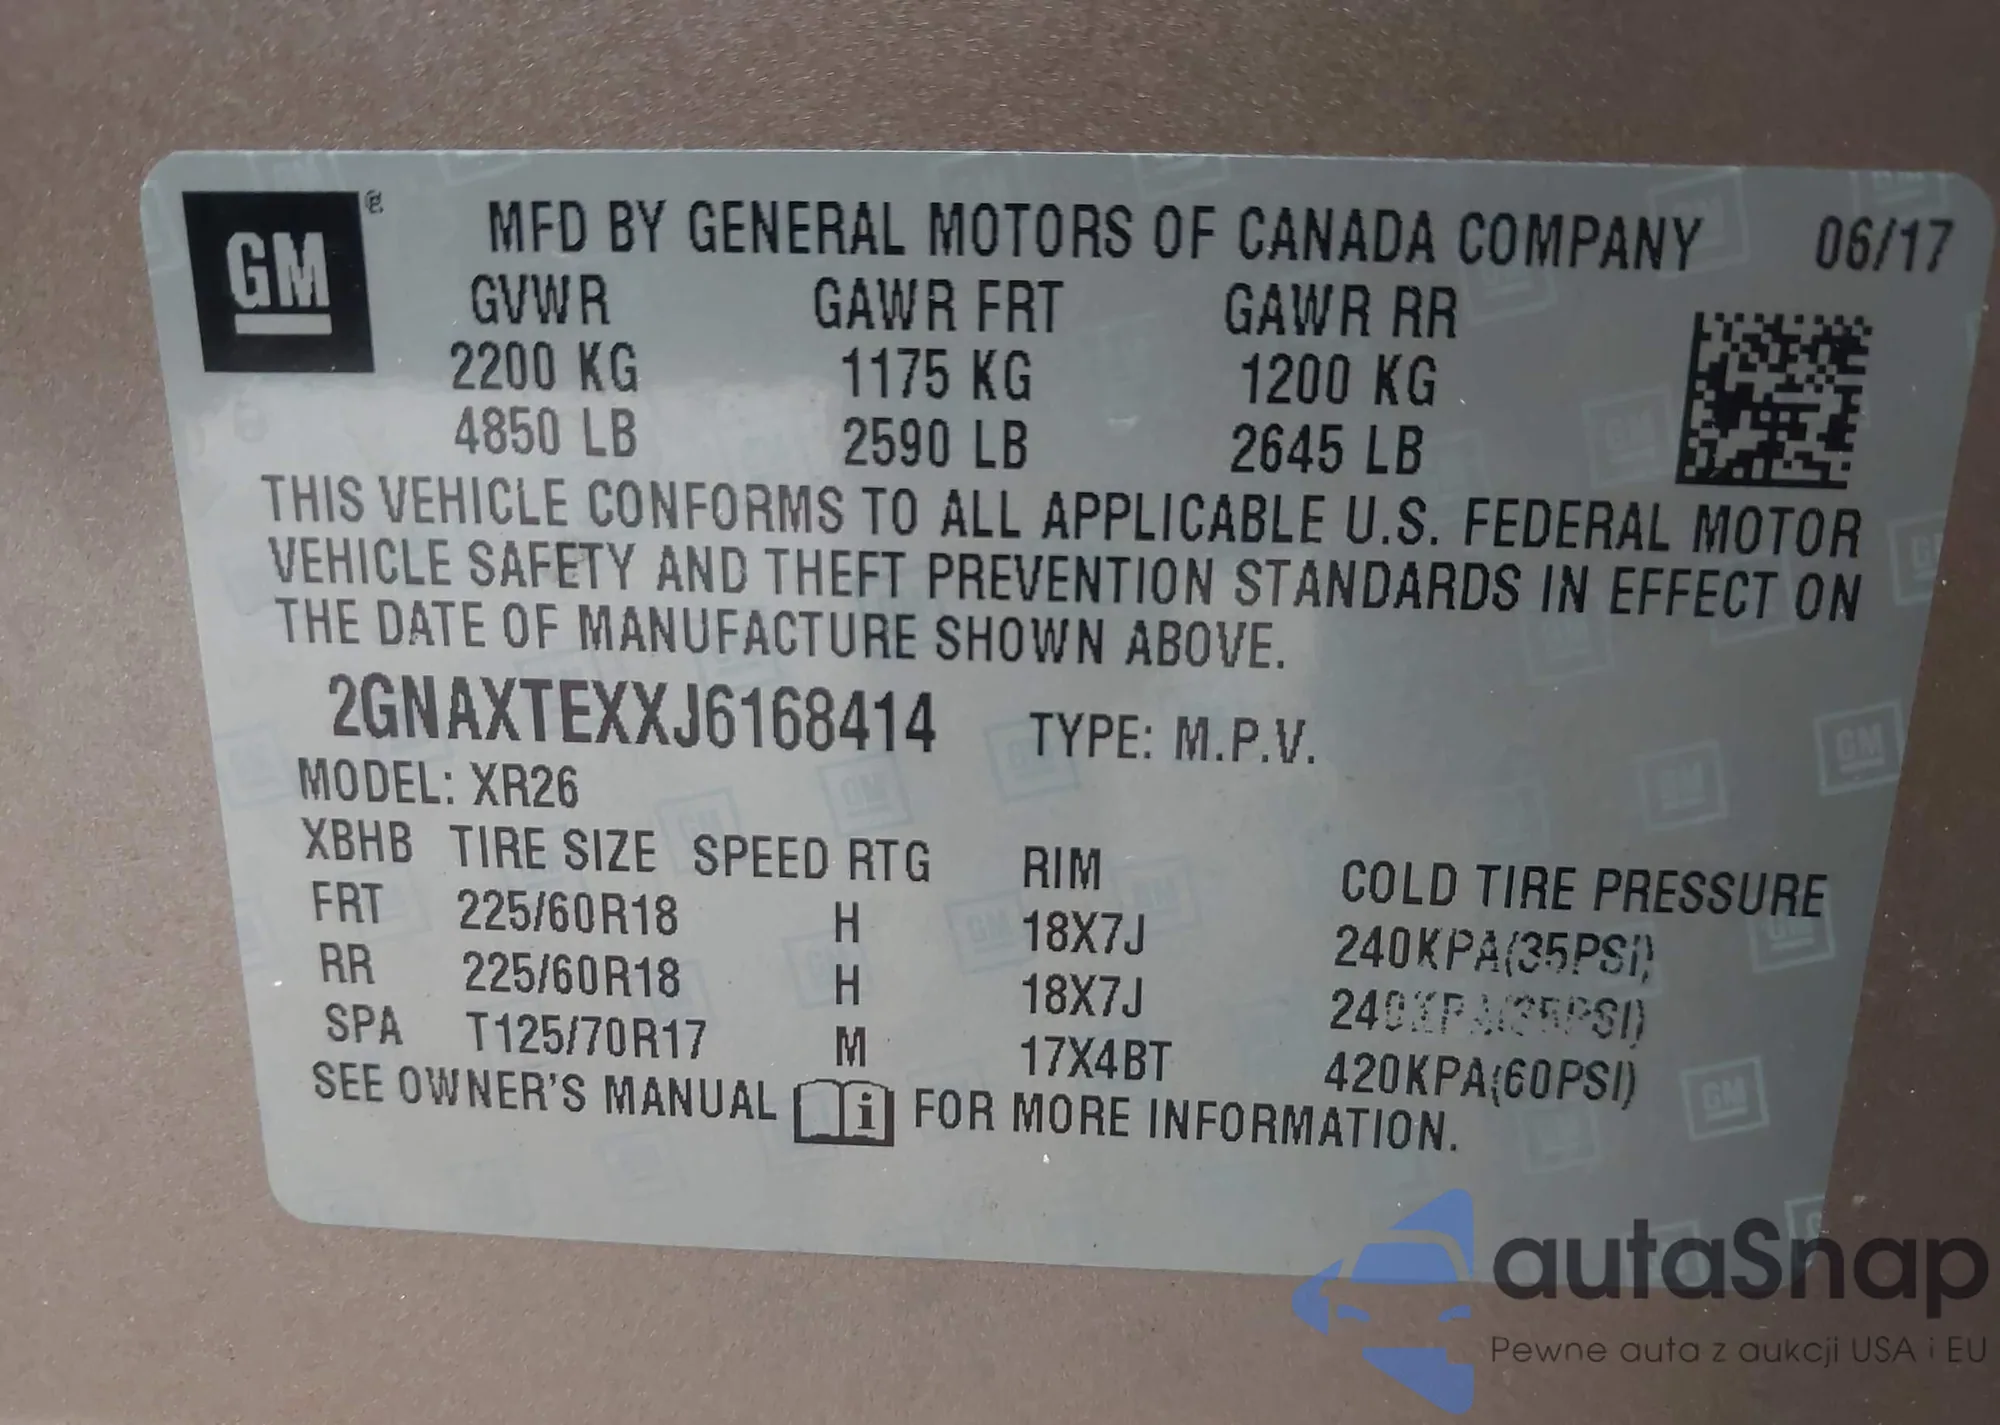 GM ®
MFD BY GENERAL MOTORS OF CANADA COMPANY 06/17
GVWR GAWR FRT GAWR RR
2200 KG 1175 KG 1200 KG
4850 LB 2590 LB 2645 LB
THIS VEHICLE CONFORMS TO ALL APPLICABLE U.S. FEDERAL MOTOR
VEHICLE SAFETY AND THEFT PREVENTION STANDARDS IN EFFECT ON
THE DATE OF MANUFACTURE SHOWN ABOVE.
2GNAXTEXXJ6168414 TYPE: M.P.V.
MODEL: XR26
XBHB TIRE SIZE SPEED RTG RIM COLD TIRE PRESSURE
FRT 225/60R18 H 18X7J 240KPA(35PSI)
RR 225/60R18 H 18X7J 240KPA(35PSI)
SPA T125/70R17 M 17X4BT 420KPA(60PSI)
SEE OWNER'S MANUAL i FOR MORE INFORMATION.
autaSnap
Pewne auta z aukcji USA i EU